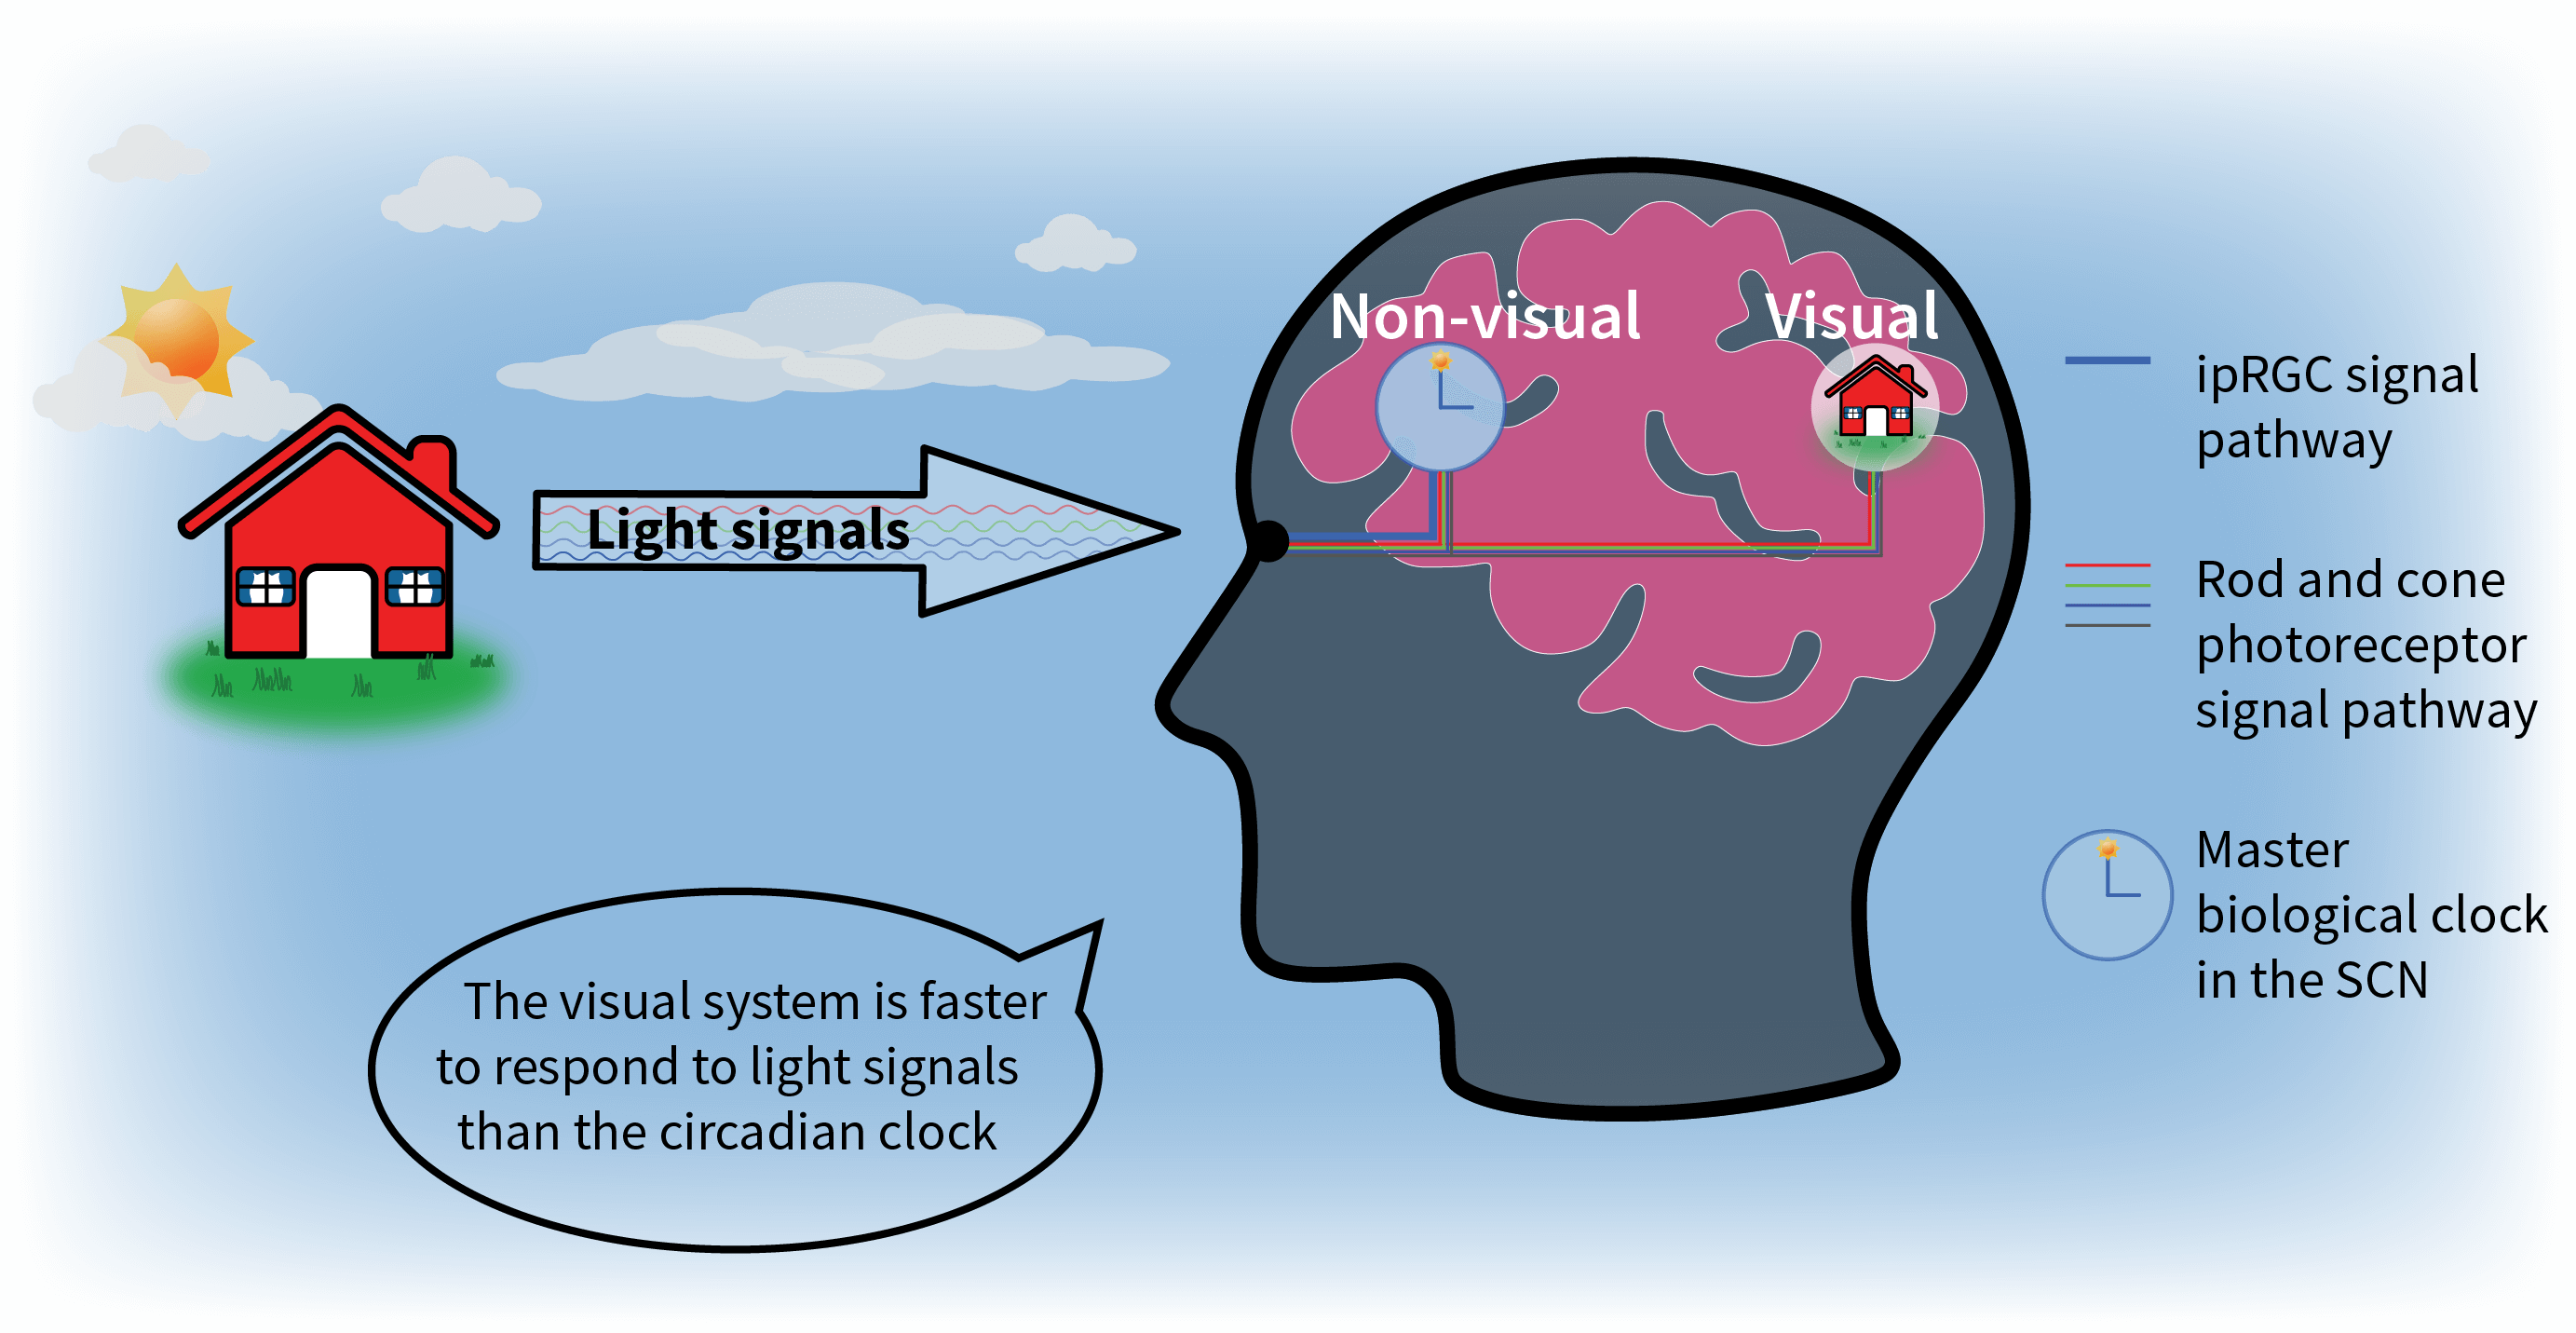 Non-visual
Visual
Light signals
ipRGC signal
pathway
Rod and cone
photoreceptor
signal pathway
Master
biological clock
in the SCN
The visual system is faster
to respond to light signals
than the circadian clock